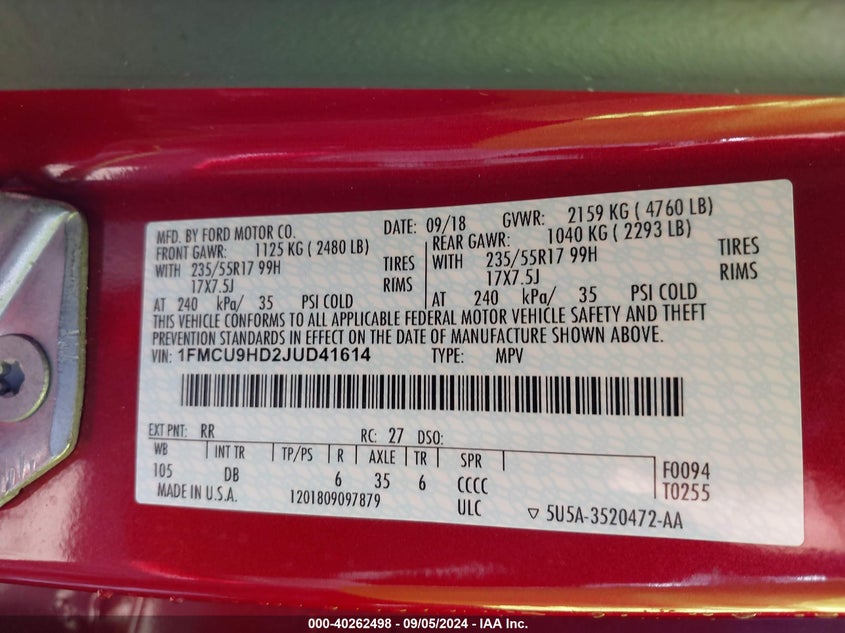 MFD. BY FORD MOTOR CO. DATE: 09/18 GVWR: 2159 KG ( 4760 LB)
FRONT GAWR: 1125 KG ( 2480 LB) REAR GAWR: 1040 KG ( 2293 LB)
WITH 235/55R17 99H TIRES WITH 235/55R17 99H TIRES
17X7.5J RIMS 17X7.5J RIMS
AT 240 kPa/ 35 PSI COLD AT 240 kPa/ 35 PSI COLD
THIS VEHICLE CONFORMS TO ALL APPLICABLE FEDERAL MOTOR VEHICLE SAFETY AND THEFT
PREVENTION STANDARDS IN EFFECT ON THE DATE OF MANUFACTURE SHOWN ABOVE.
VIN: 1FMCU9HD2JUD41614 TYPE: MPV
EXT PNT: RR RC: 27 DSO:
WB INT TR TP/PS R AXLE TR SPR F0094
105 DB 6 35 6 CCCC T0255
MADE IN U.S.A. 1201809097879 ULC ▽ 5U5A-3520472-AA
000-40262498 - 09/05/2024 - IAA Inc.